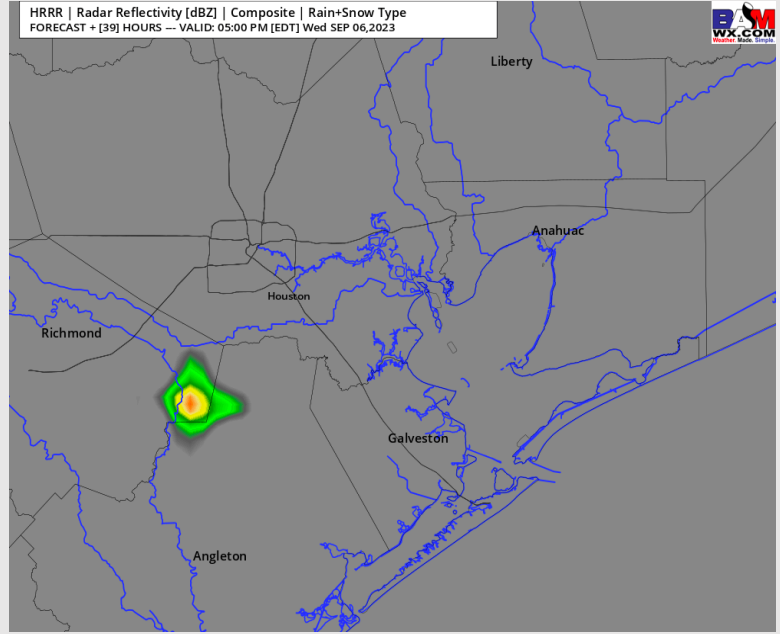 HRRR | Radar Reflectivity [dBZ] | Composite | Rain+Snow Type
FORECAST + [39] HOURS --- VALID: 05:00 PM [EDT] Wed SEP 06,2023
BAM
WX.COM
Weather. Made. Simple.
Liberty
Anahuac
Houston
Richmond
Galveston
Angleton